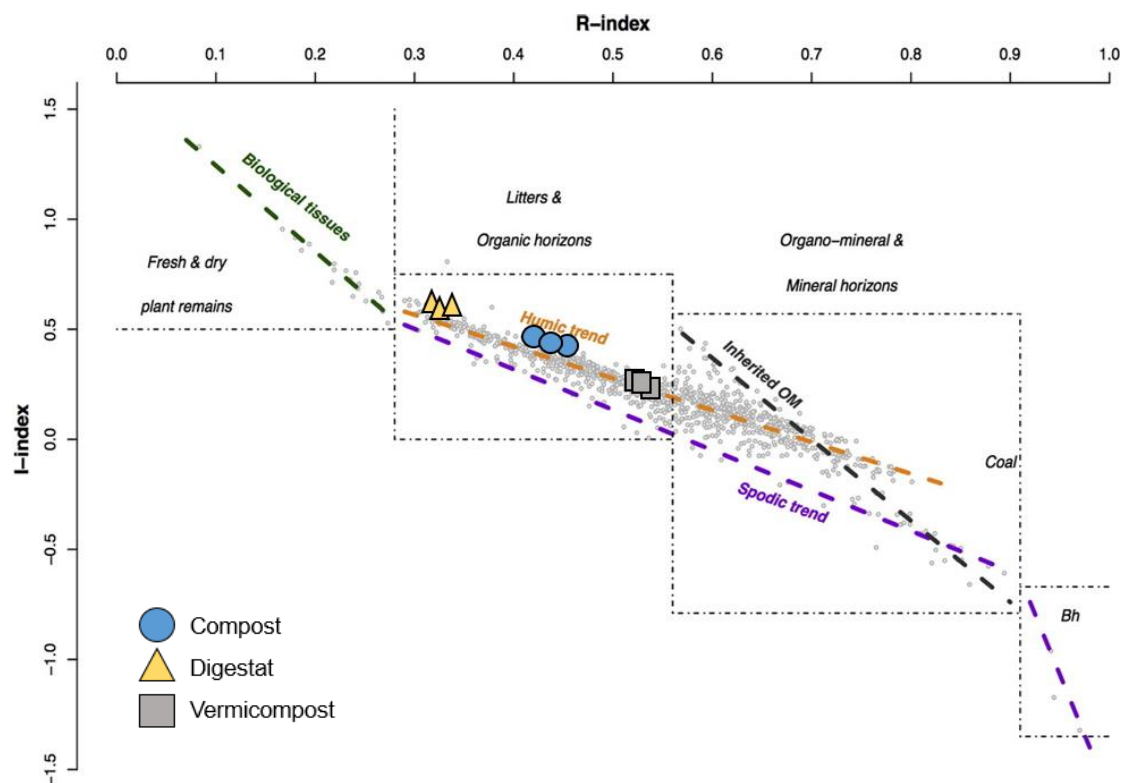 R-index
0.0 0.1 0.2 0.3 0.4 0.5 0.6 0.7 0.8 0.9 1.0
I-index
1.5
1.0
0.5
0.0
−0.5
−1.0
−1.5
Biological tissues
Litters &
Organic horizons
Organo−mineral &
Mineral horizons
Fresh & dry
plant remains
Humic trend
Inherited OM
Coal
Spodic trend
Bh
Compost
Digestat
Vermicompost